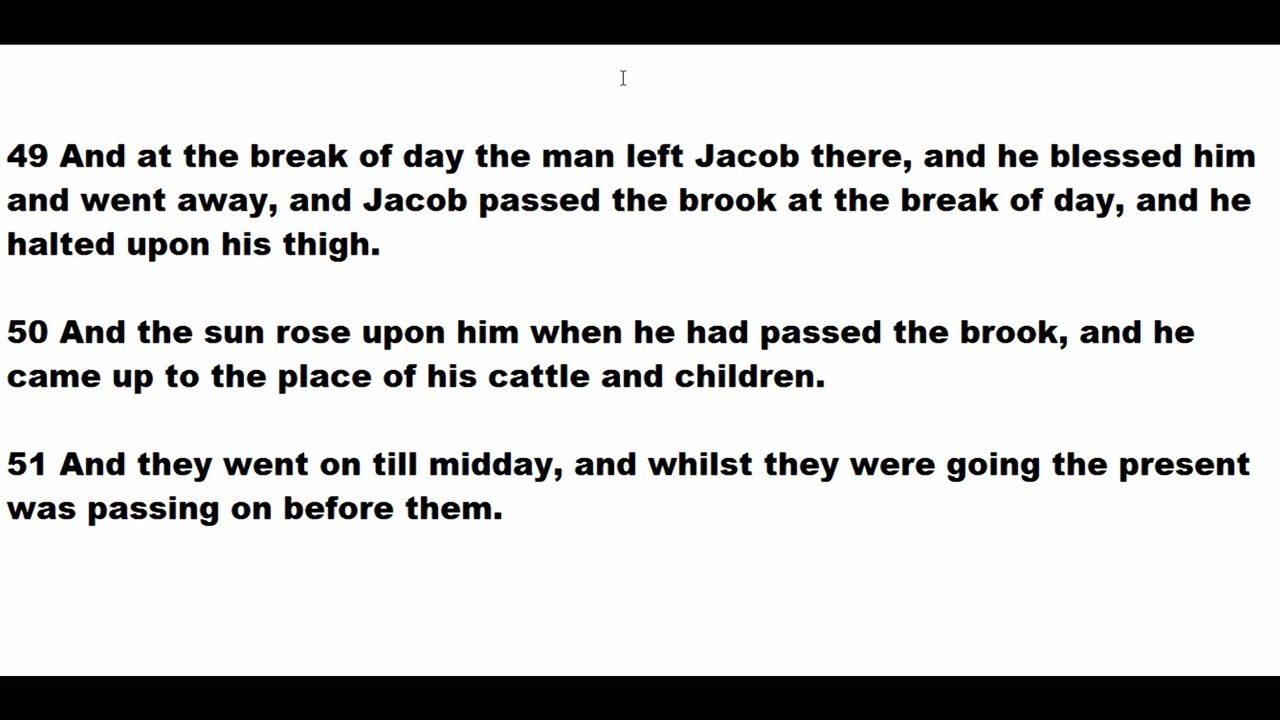 49 And at the break of day the man left Jacob there, and he blessed him
and went away, and Jacob passed the brook at the break of day, and he
halted upon his thigh.
50 And the sun rose upon him when he had passed the brook, and he
came up to the place of his cattle and children.
51 And they went on till midday, and whilst they were going the present
was passing on before them.